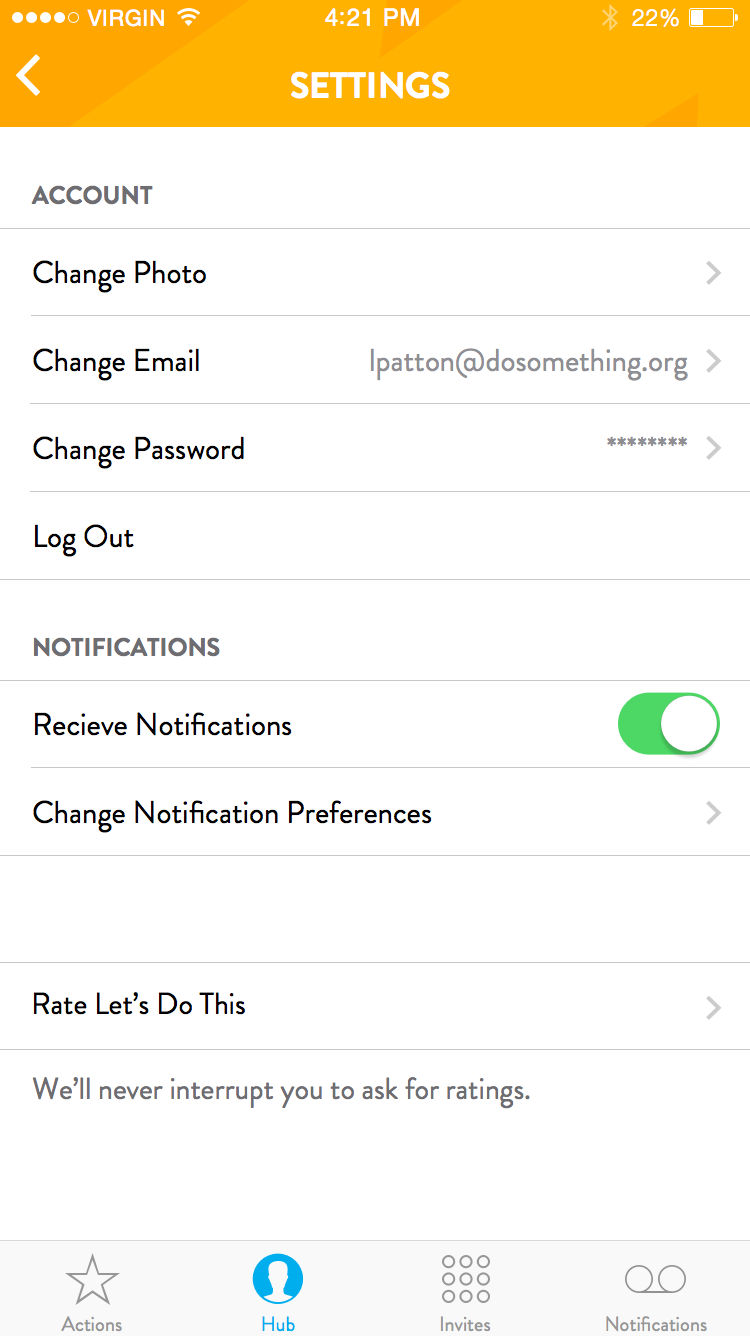 VIRGIN 4:21 PM 22%
SETTINGS
ACCOUNT
Change Photo
Change Email lpatton@dosomething.org
Change Password ********
Log Out
NOTIFICATIONS
Recieve Notifications
Change Notification Preferences
Rate Let’s Do This
We’ll never interrupt you to ask for ratings.
Actions Hub Invites Notifications